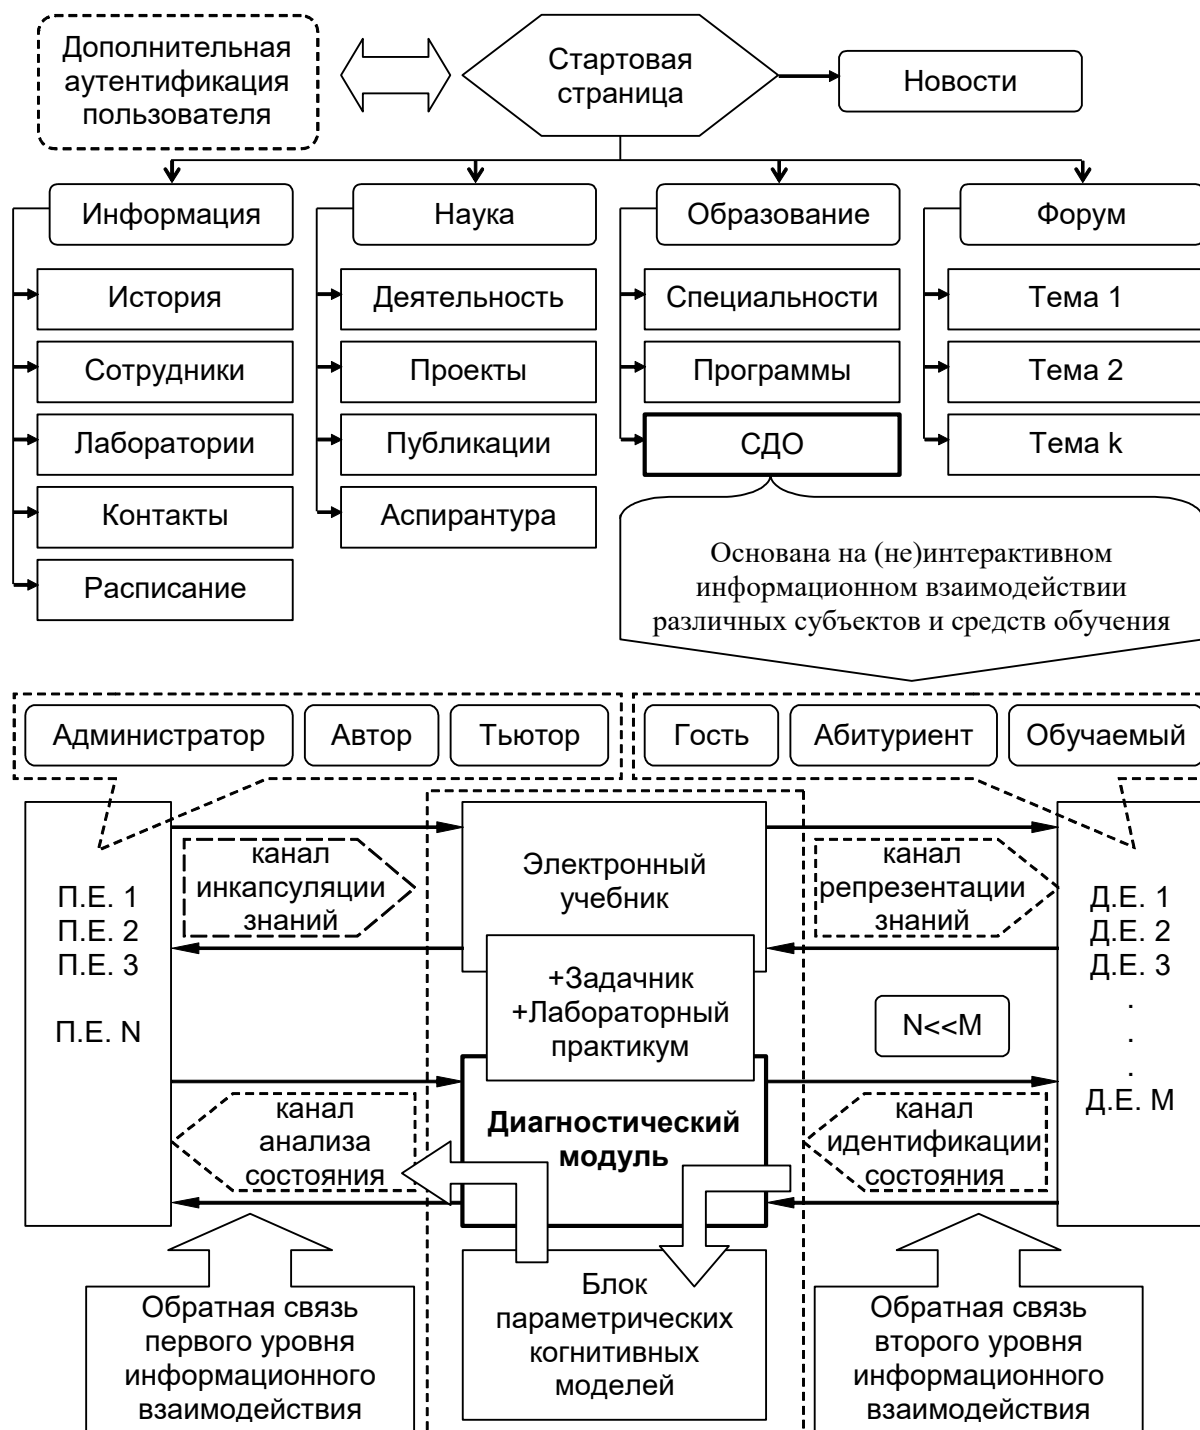 Дополнительная
аутентификация
пользователя
Стартовая
страница
Новости
Информация
Наука
Образование
Форум
История
Деятельность
Специальности
Тема 1
Сотрудники
Проекты
Программы
Тема 2
Лаборатории
Публикации
СДО
Тема k
Контакты
Аспирантура
Расписание
Основана на (не)интерактивном
информационном взаимодействии
различных субъектов и средств обучения
Администратор
Автор
Тьютор
Гость
Абитуриент
Обучаемый
П.Е. 1
П.Е. 2
П.Е. 3
П.Е. N
канал
инкапсуляции
знаний
Электронный
учебник
канал
репрезентации
знаний
Д.Е. 1
Д.Е. 2
Д.Е. 3
.
.
.
Д.Е. M
+Задачник
+Лабораторный
практикум
N<<M
канал
анализа
состояния
Диагностический
модуль
канал
идентификации
состояния
Обратная связь
первого уровня
информационного
взаимодействия
Блок
параметрических
когнитивных
моделей
Обратная связь
второго уровня
информационного
взаимодействия